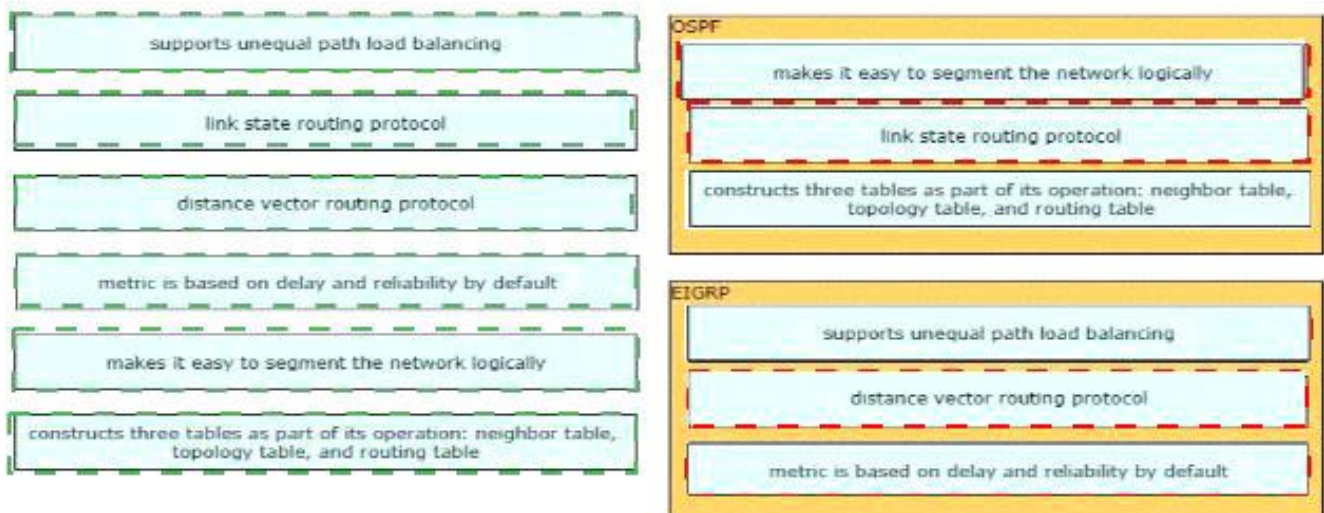 supports unequal path load balancing
link state routing protocol
distance vector routing protocol
metric is based on delay and reliability by default
makes it easy to segment the network logically
constructs three tables as part of its operation: neighbor table,
topology table, and routing table
OSPF
makes it easy to segment the network logically
link state routing protocol
constructs three tables as part of its operation: neighbor table,
topology table, and routing table
EIGRP
supports unequal path load balancing
distance vector routing protocol
metric is based on delay and reliability by default